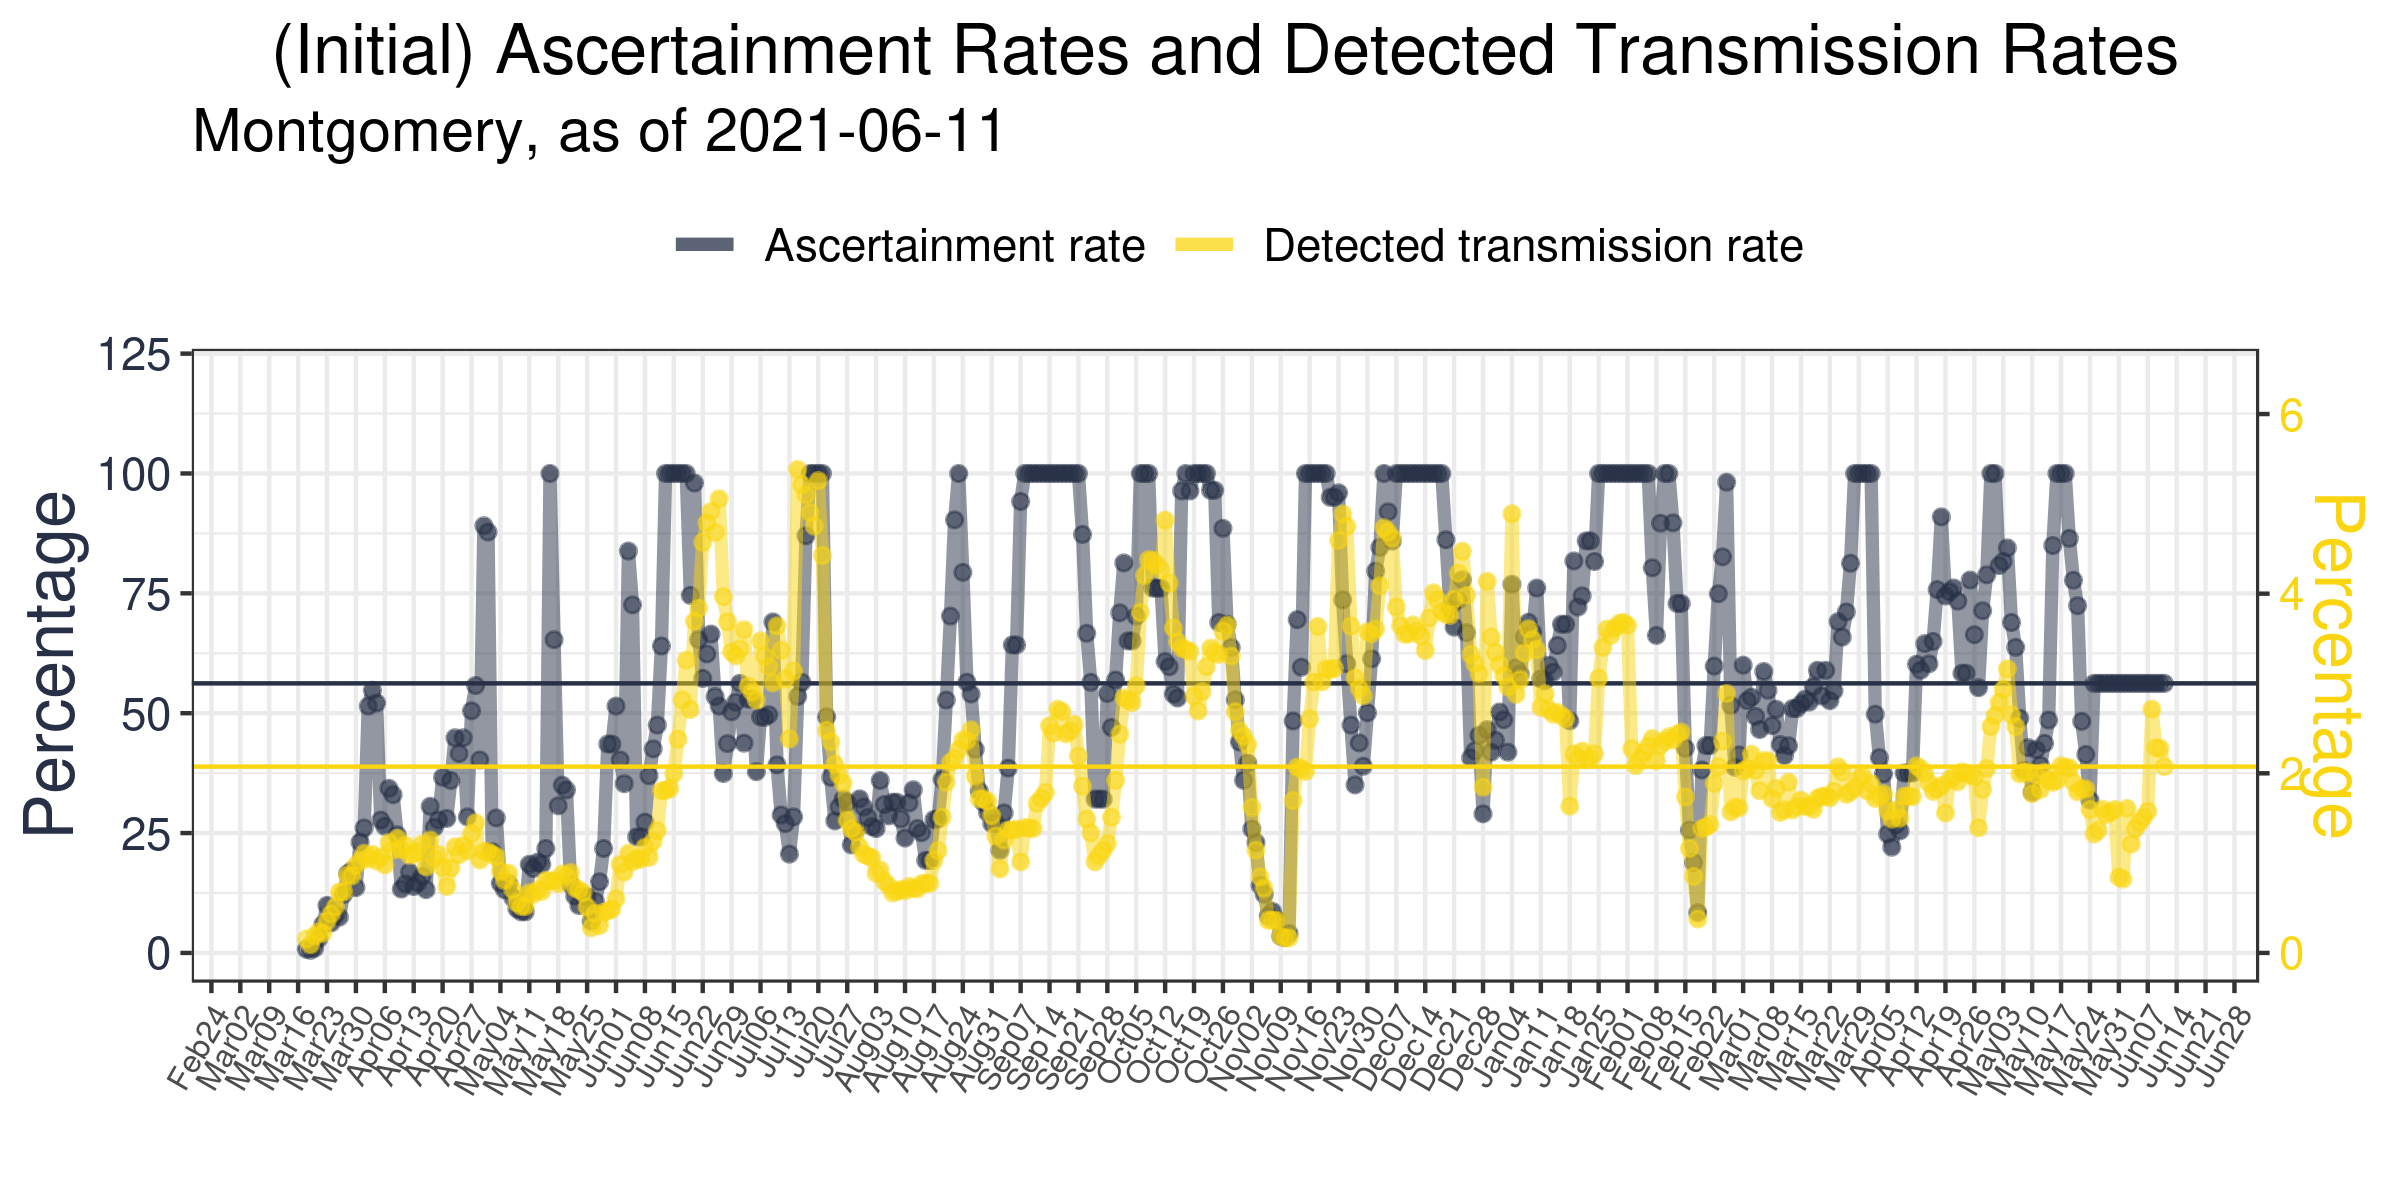 (Initial) Ascertainment Rates and Detected Transmission Rates
Montgomery, as of 2021-06-11
Ascertainment rate
Detected transmission rate
Percentage
125
100
75
50
25
0
6
4
2
0
Percentage
Feb24
Mar02
Mar09
Mar16
Mar23
Mar30
Apr06
Apr13
Apr20
Apr27
May04
May11
May18
May25
Jun01
Jun08
Jun15
Jun22
Jun29
Jul06
Jul13
Jul20
Jul27
Aug03
Aug10
Aug17
Aug24
Aug31
Sep07
Sep14
Sep21
Sep28
Oct05
Oct12
Oct19
Oct26
Nov02
Nov09
Nov16
Nov23
Nov30
Dec07
Dec14
Dec21
Dec28
Jan04
Jan11
Jan18
Jan25
Feb01
Feb08
Feb15
Feb22
Mar01
Mar08
Mar15
Mar22
Mar29
Apr05
Apr12
Apr19
Apr26
May03
May10
May17
May24
May31
Jun07
Jun14
Jun21
Jun28